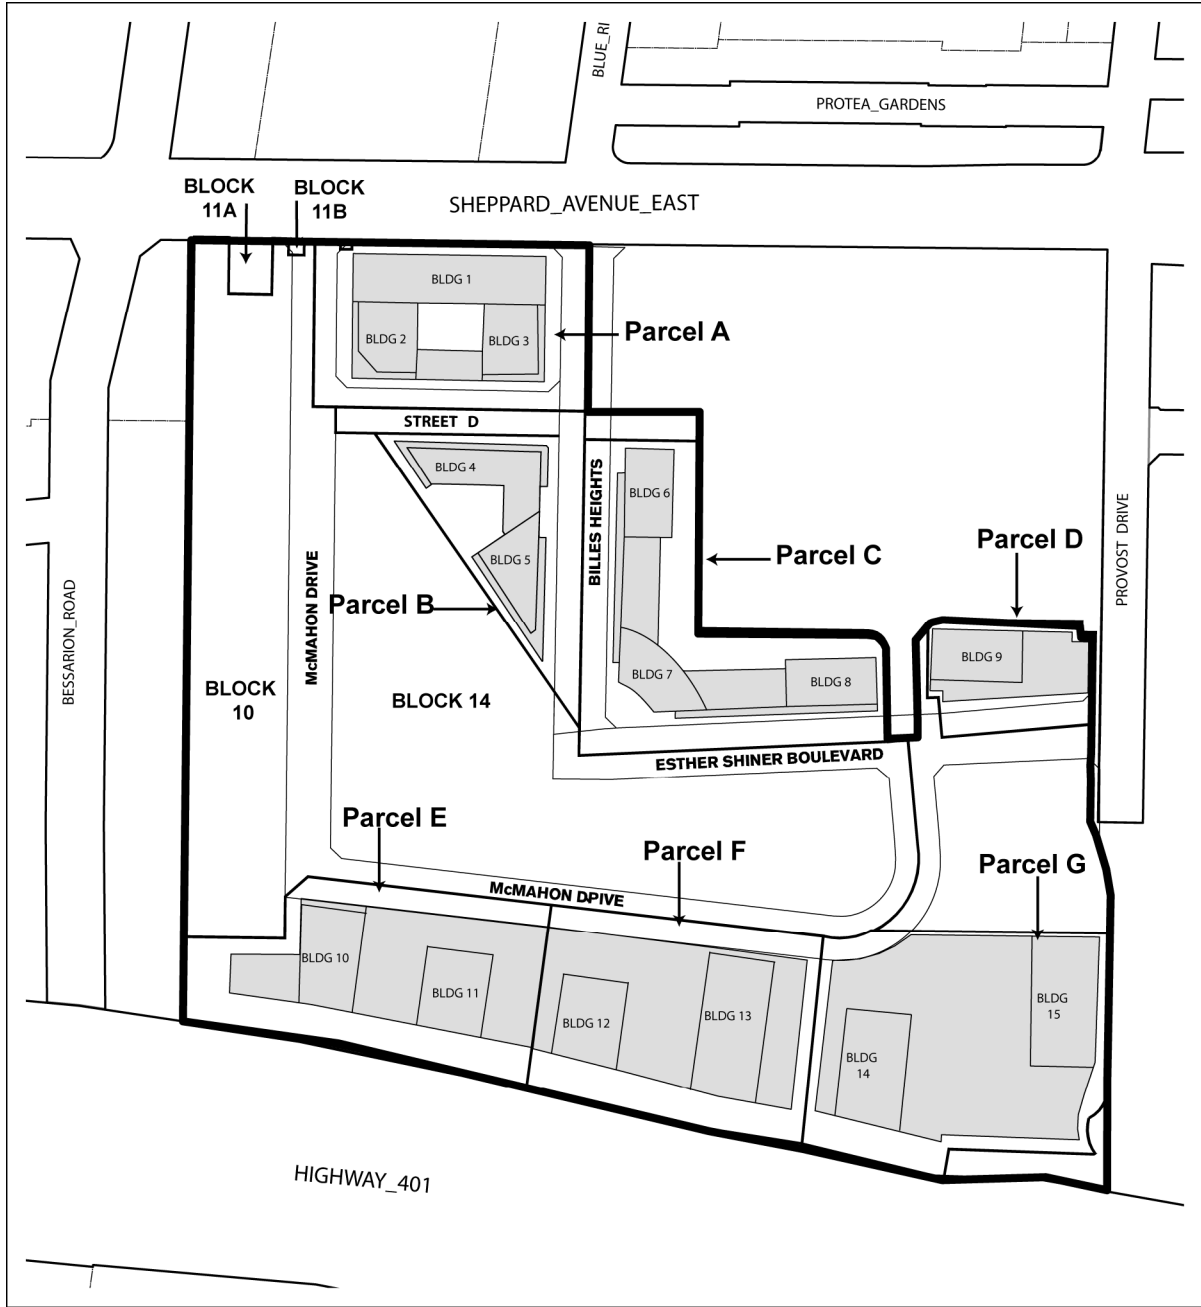 BLUE_RI
PROTEA_GARDENS
BLOCK
11A
BLOCK
11B
SHEPPARD_AVENUE_EAST
BLDG 1
BLDG 2
BLDG 3
Parcel A
STREET D
BLDG 4
BLDG 5
BLDG 6
BILLES HEIGHTS
Parcel C
Parcel D
PROVOST DRIVE
BESSARION_ROAD
McMAHON DRIVE
Parcel B
BLDG 9
BLDG 7
BLDG 8
BLOCK
10
BLOCK 14
ESTHER SHINER BOULEVARD
Parcel E
Parcel F
Parcel G
McMAHON DPIVE
BLDG 10
BLDG 11
BLDG 12
BLDG 13
BLDG
14
BLDG
15
HIGHWAY_401